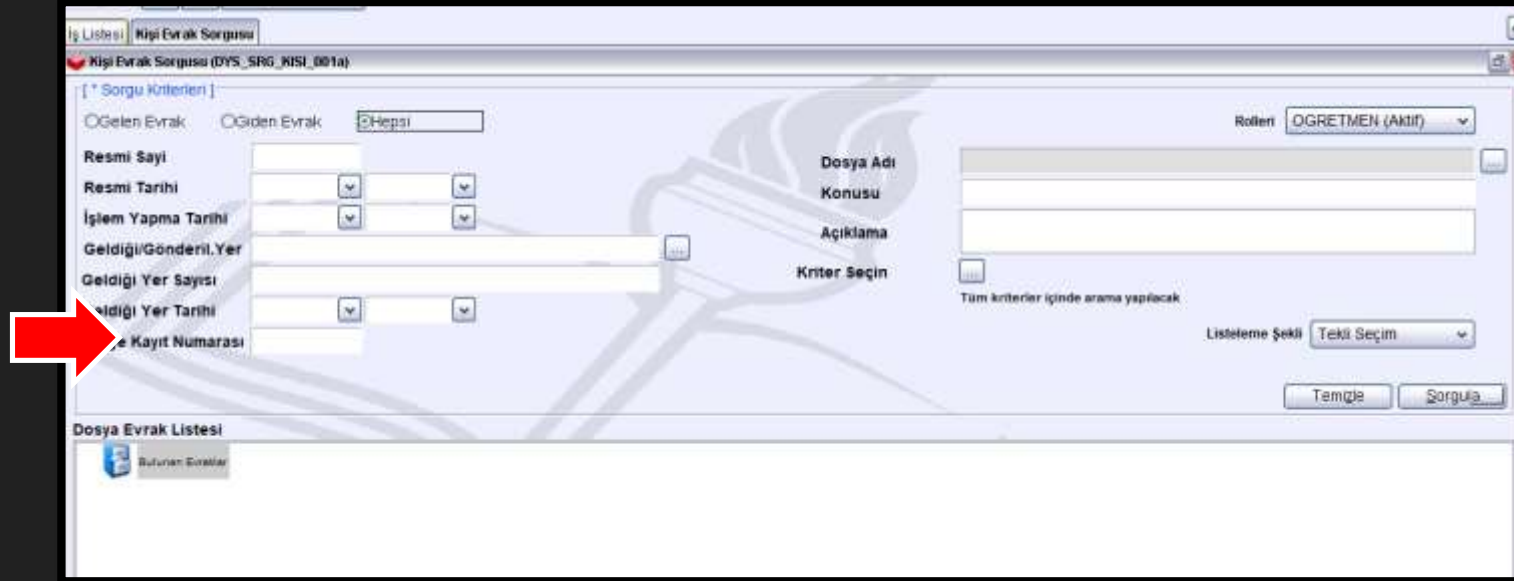 İş Listesi Kişi Evrak Sorgusu
Kişi Evrak Sorgusu (DYS_SRG_KISI_001a)
[ * Sorgu Kriterleri ]
Gelen Evrak Giden Evrak Hepsi Rolleri OGRETMEN (Aktif)
Resmi Sayi Dosya Adı ...
Resmi Tarihi Konusu
İşlem Yapma Tarihi Açıklama
Geldiği/Gönderil.Yer ...
Geldiği Yer Sayısı Kriter Seçin ...
Tüm kriterler içinde arama yapılacak
Yer Tarihi
Kayıt Numarası Listeleme Şekli Tekli Seçim
Temizle Sorgula
Dosya Evrak Listesi
Bulunan Evraklar